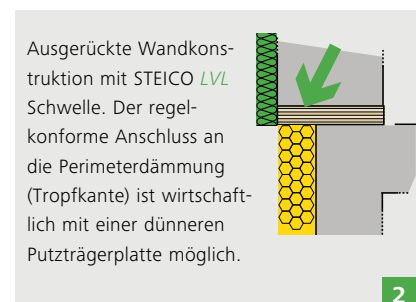 Ausgerückte Wandkons-
truktion mit STEICO LVL
Schwelle. Der regel-
konforme Anschluss an
die Perimeterdämmung
(Tropfkante) ist wirtschaft-
lich mit einer dünneren
Putzträgerplatte möglich.
2